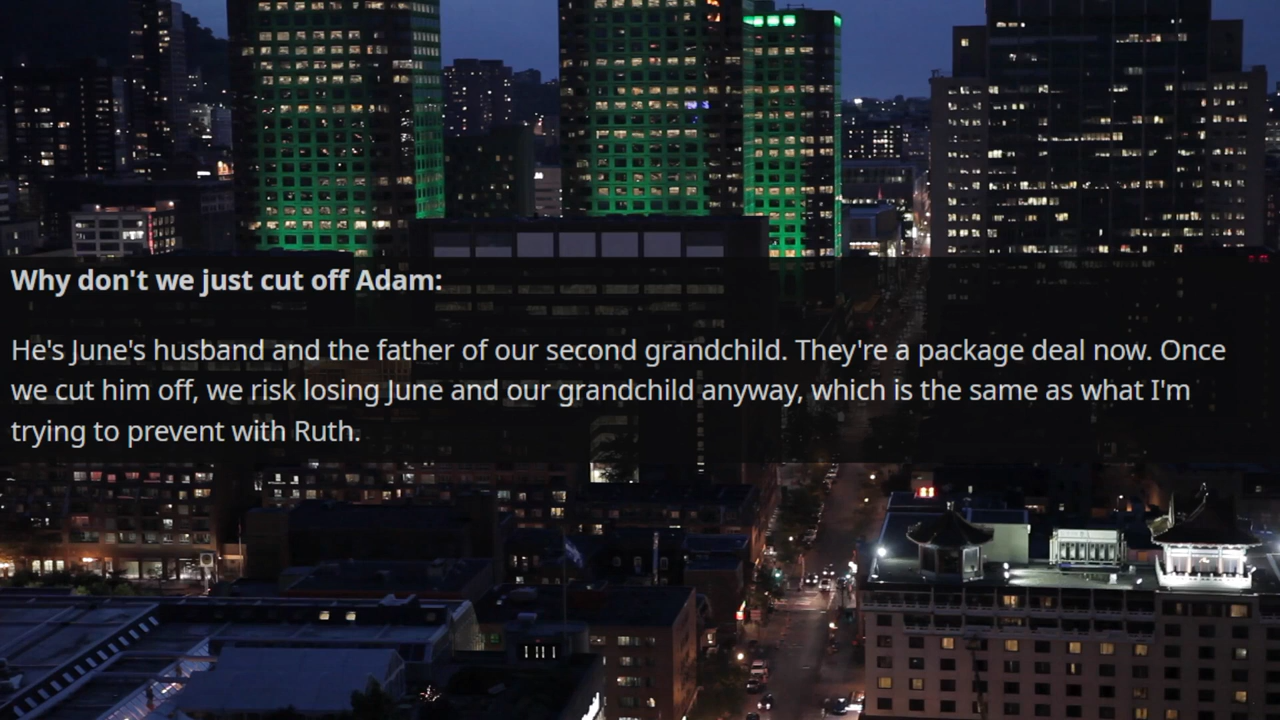 Why don't we just cut off Adam:
He's June's husband and the father of our second grandchild. They're a package deal now. Once
we cut him off, we risk losing June and our grandchild anyway, which is the same as what I'm
trying to prevent with Ruth.